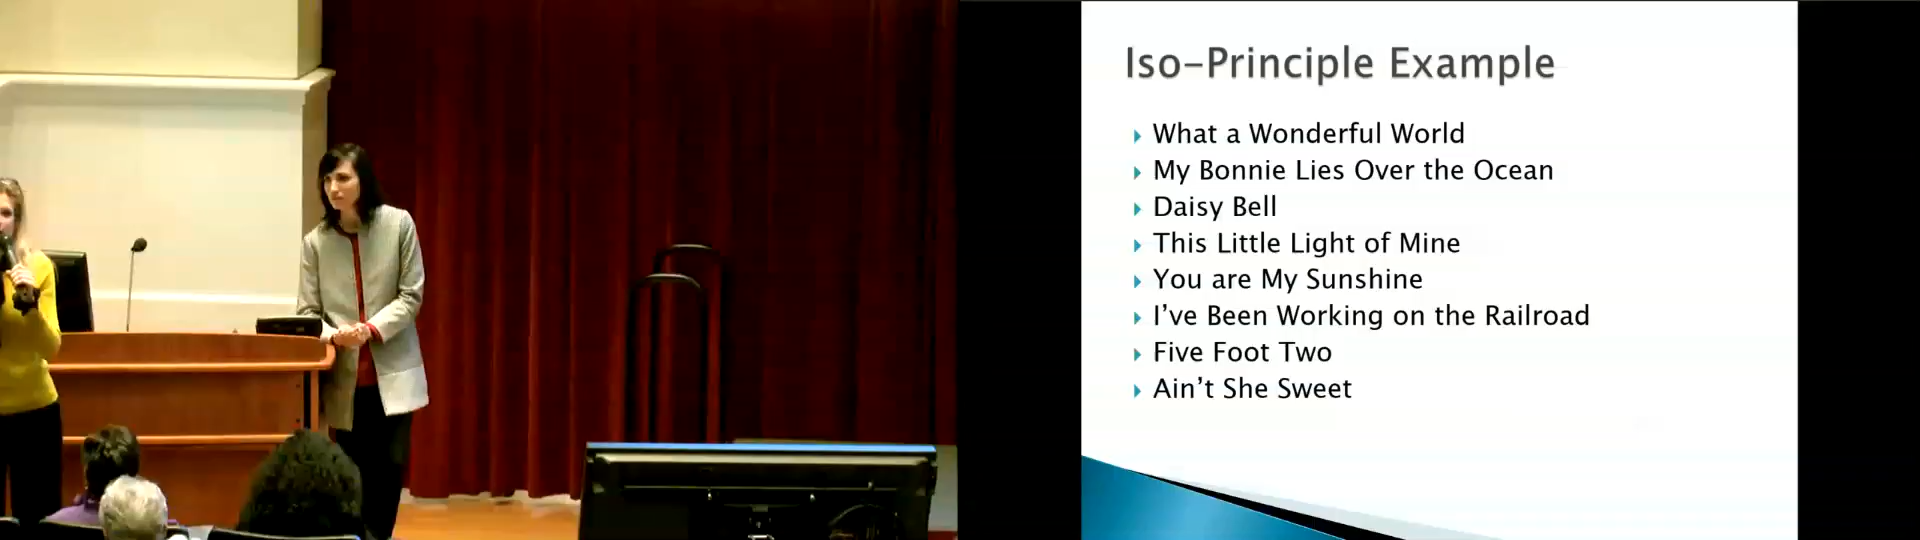 Iso-Principle Example
What a Wonderful World
My Bonnie Lies Over the Ocean
Daisy Bell
This Little Light of Mine
You are My Sunshine
I've Been Working on the Railroad
Five Foot Two
Ain't She Sweet